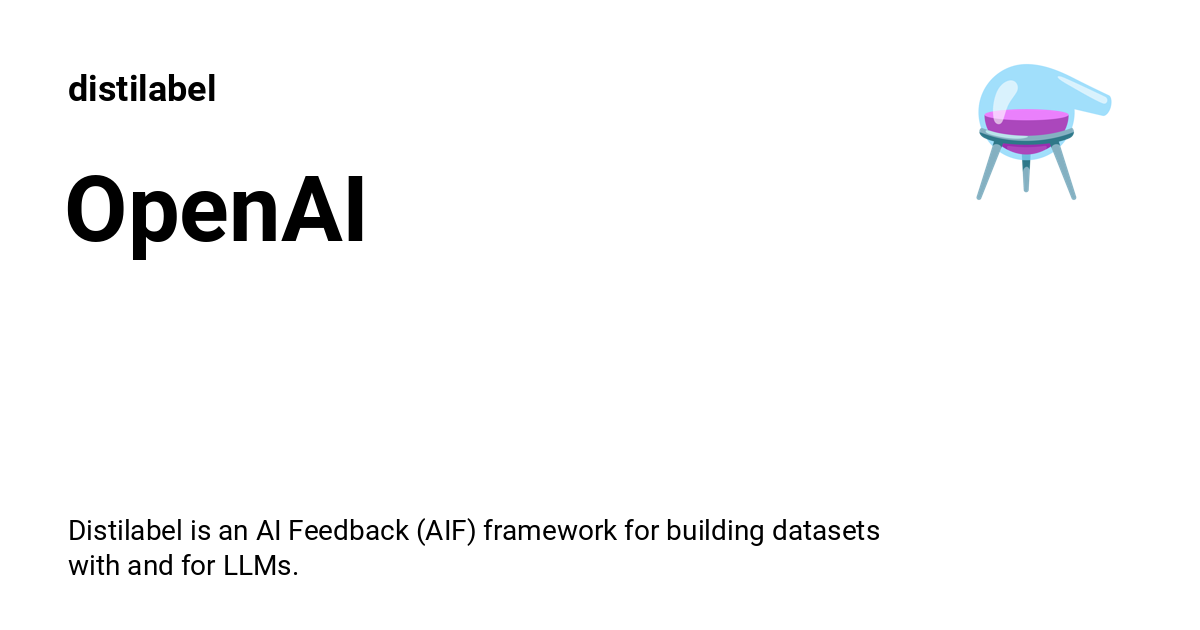 distilabel
OpenAI
Distilabel is an AI Feedback (AIF) framework for building datasets
with and for LLMs.